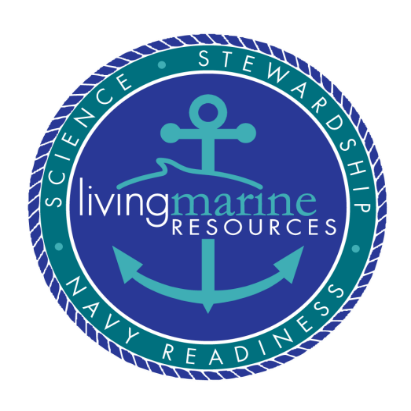 SCIENCE • STEWARDSHIP •
livingmarine
RESOURCES
NAVY READINESS •